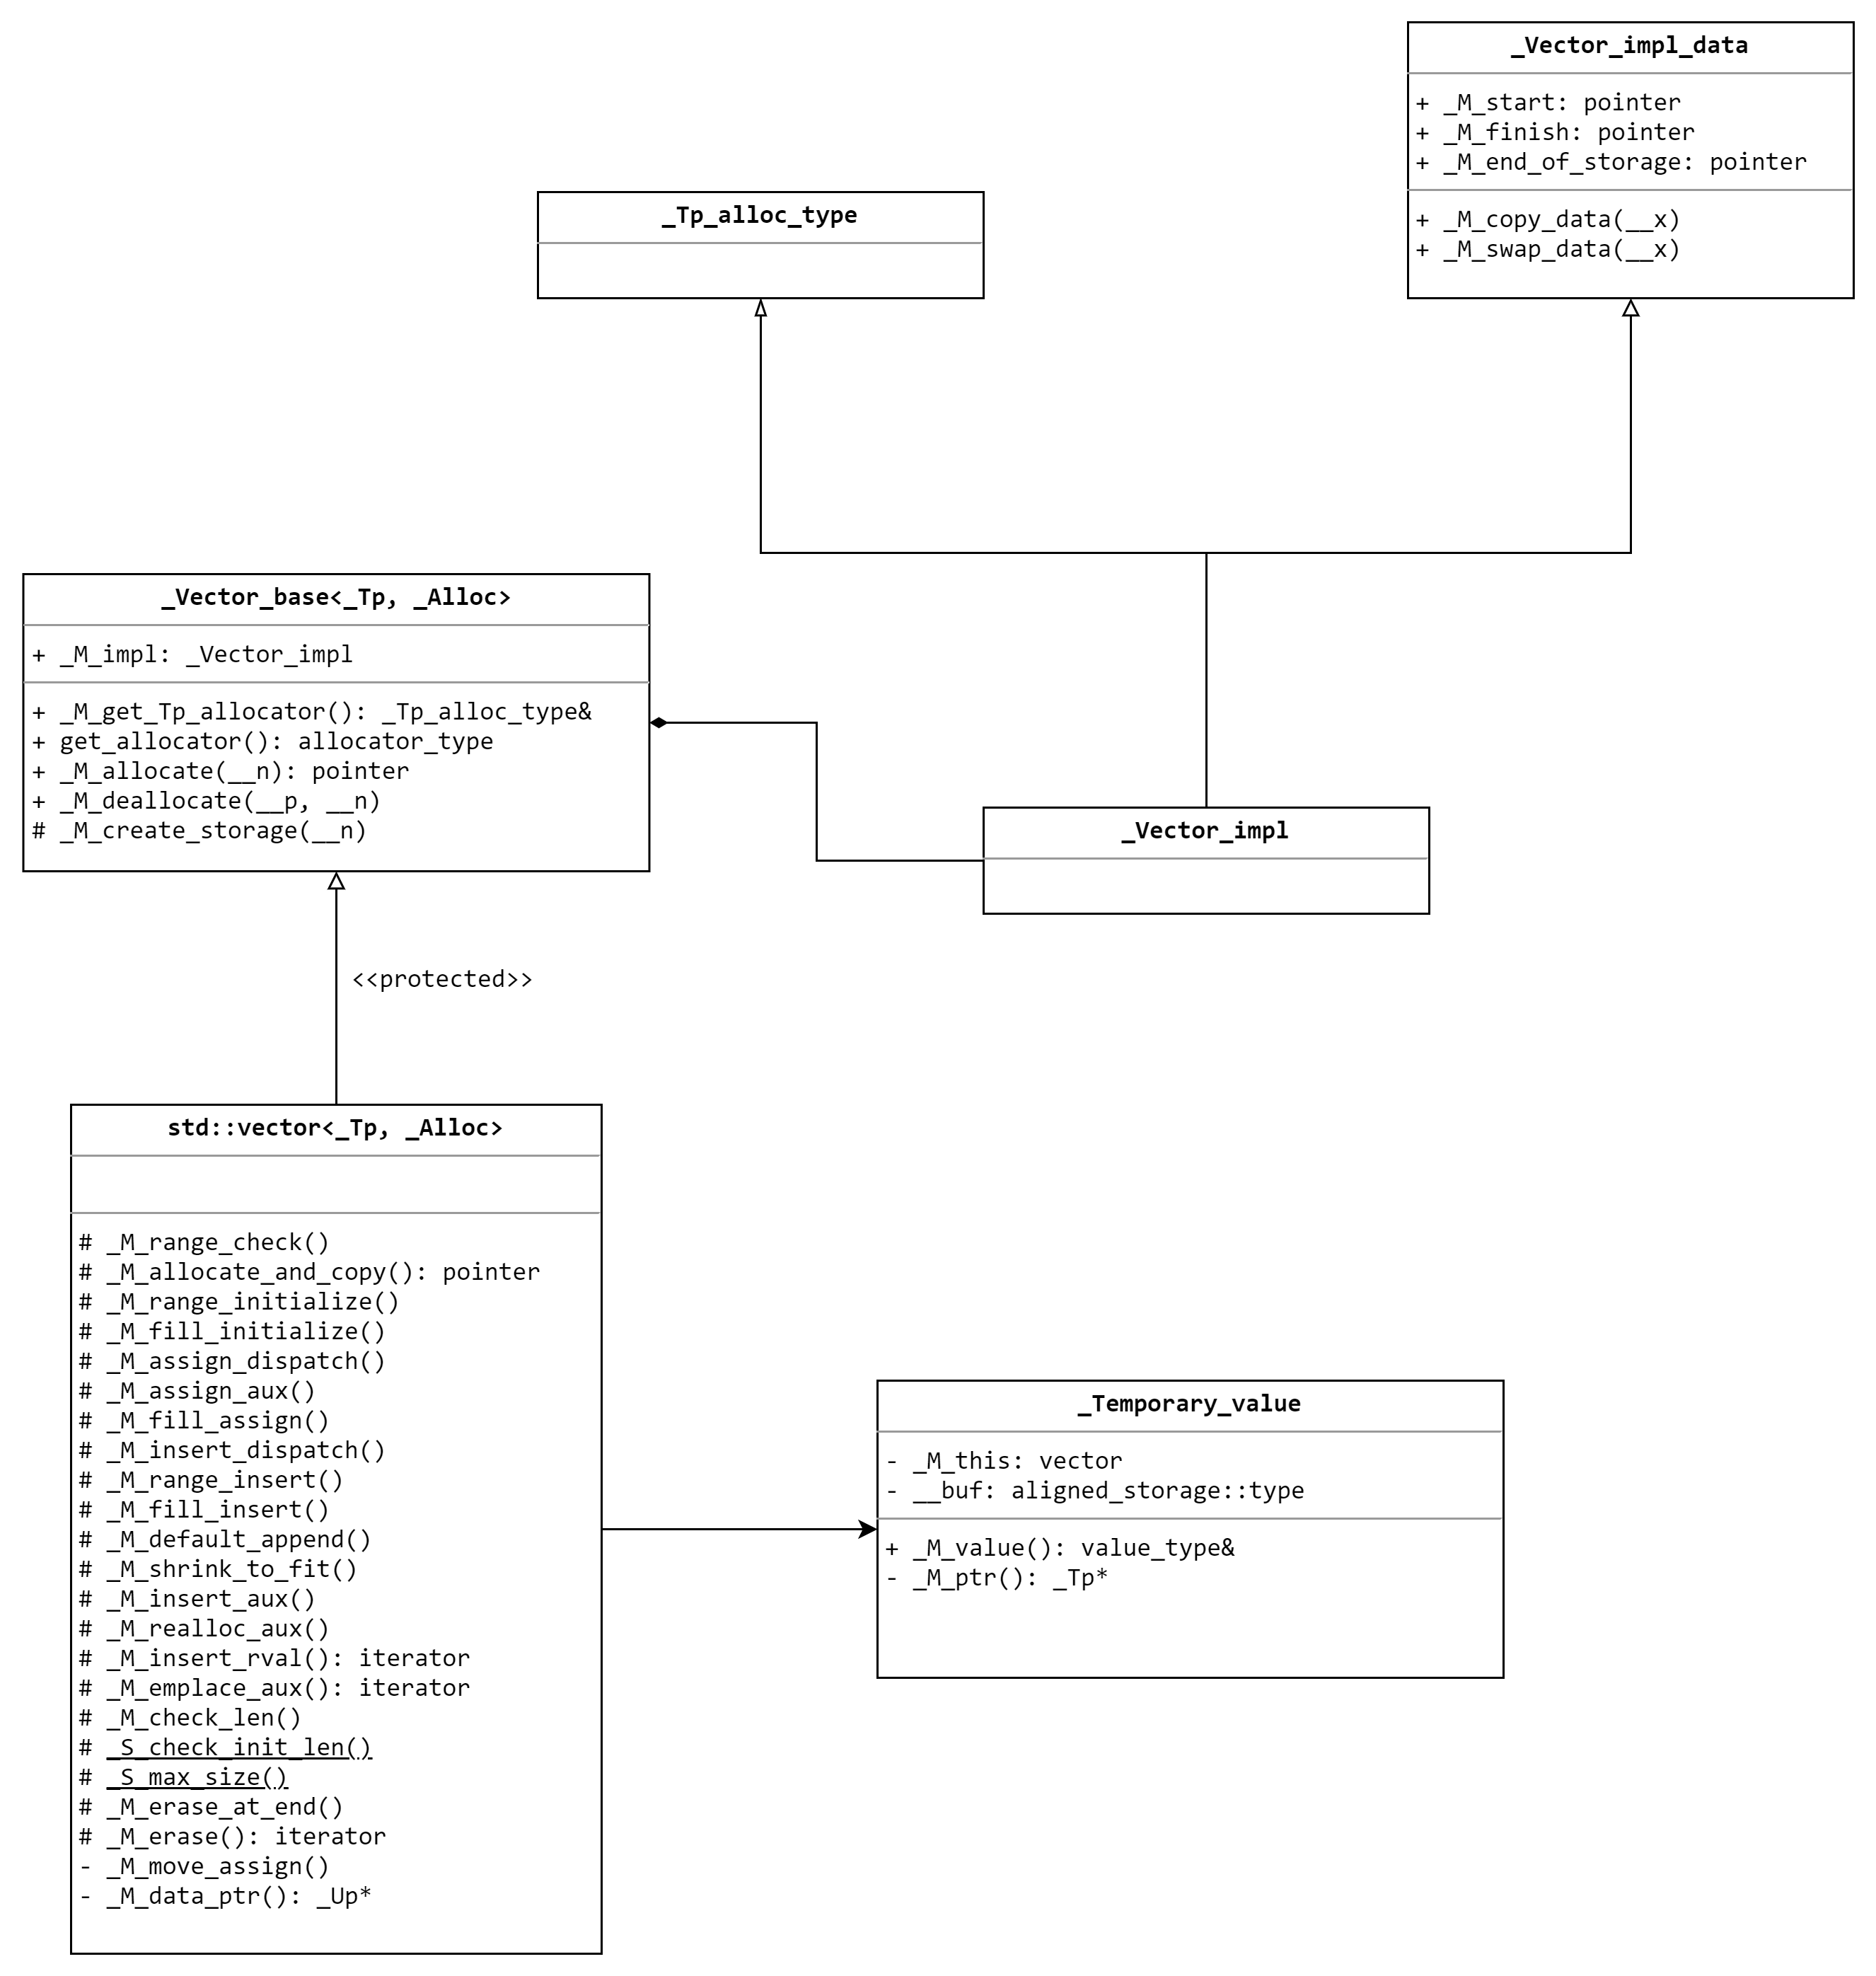 _Vector_impl_data
+ _M_start: pointer
+ _M_finish: pointer
+ _M_end_of_storage: pointer
+ _M_copy_data(__x)
+ _M_swap_data(__x)
_Tp_alloc_type
_Vector_base<_Tp, _Alloc>
+ _M_impl: _Vector_impl
+ _M_get_Tp_allocator(): _Tp_alloc_type&
+ get_allocator(): allocator_type
+ _M_allocate(__n): pointer
+ _M_deallocate(__p, __n)
# _M_create_storage(__n)
_Vector_impl
<<protected>>
std::vector<_Tp, _Alloc>
# _M_range_check()
# _M_allocate_and_copy(): pointer
# _M_range_initialize()
# _M_fill_initialize()
# _M_assign_dispatch()
# _M_assign_aux()
# _M_fill_assign()
# _M_insert_dispatch()
# _M_range_insert()
# _M_fill_insert()
# _M_default_append()
# _M_shrink_to_fit()
# _M_insert_aux()
# _M_realloc_aux()
# _M_insert_rval(): iterator
# _M_emplace_aux(): iterator
# _M_check_len()
# _S_check_init_len()
# _S_max_size()
# _M_erase_at_end()
# _M_erase(): iterator
- _M_move_assign()
- _M_data_ptr(): _Up*
_Temporary_value
- _M_this: vector
- __buf: aligned_storage::type
+ _M_value(): value_type&
- _M_ptr(): _Tp*